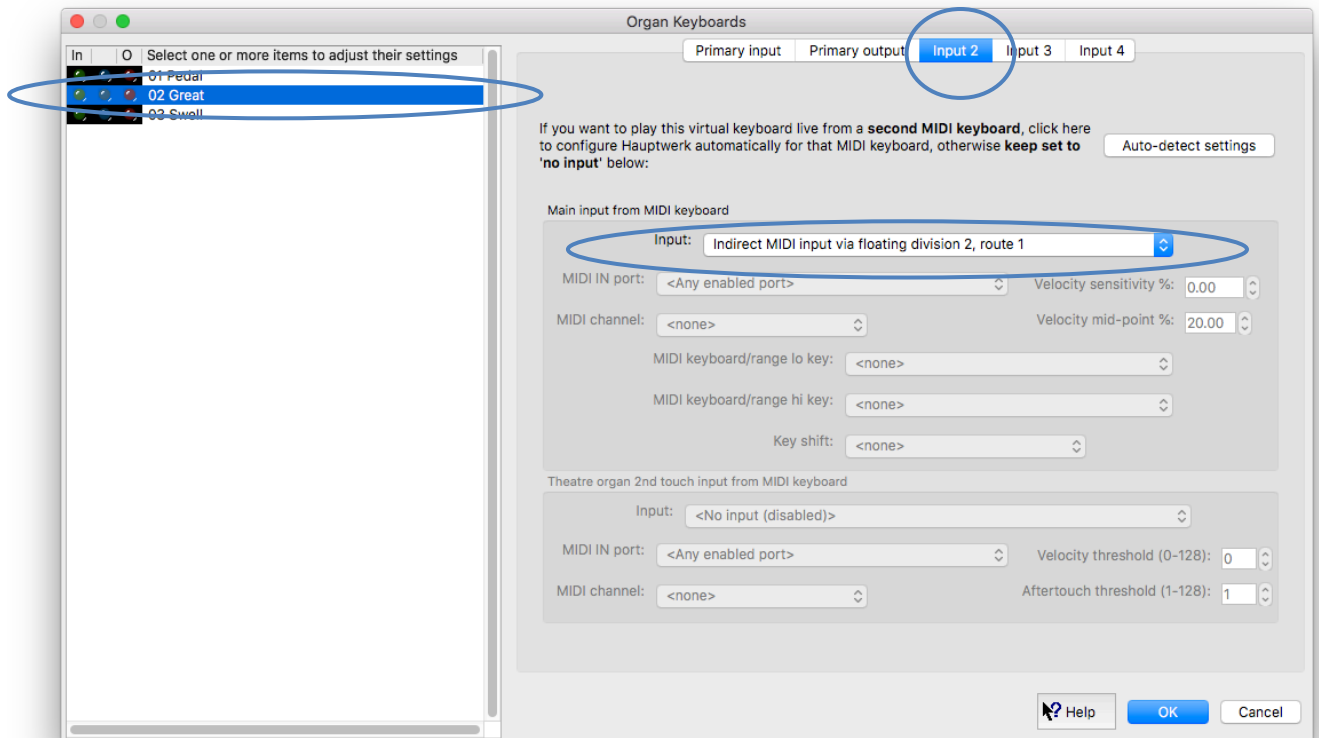 Organ Keyboards
In O Select one or more items to adjust their settings
01 Pedal
02 Great
03 Swell
Primary input Primary output Input 2 Input 3 Input 4
If you want to play this virtual keyboard live from a second MIDI keyboard, click here
to configure Hauptwerk automatically for that MIDI keyboard, otherwise keep set to
'no input' below:
Auto-detect settings
Main input from MIDI keyboard
Input: Indirect MIDI input via floating division 2, route 1
MIDI IN port: <Any enabled port> Velocity sensitivity %: 0.00
MIDI channel: <none> Velocity mid-point %: 20.00
MIDI keyboard/range lo key: <none>
MIDI keyboard/range hi key: <none>
Key shift: <none>
Theatre organ 2nd touch input from MIDI keyboard
Input: <No input (disabled)>
MIDI IN port: <Any enabled port> Velocity threshold (0-128): 0
MIDI channel: <none> Aftertouch threshold (1-128): 1
Help OK Cancel